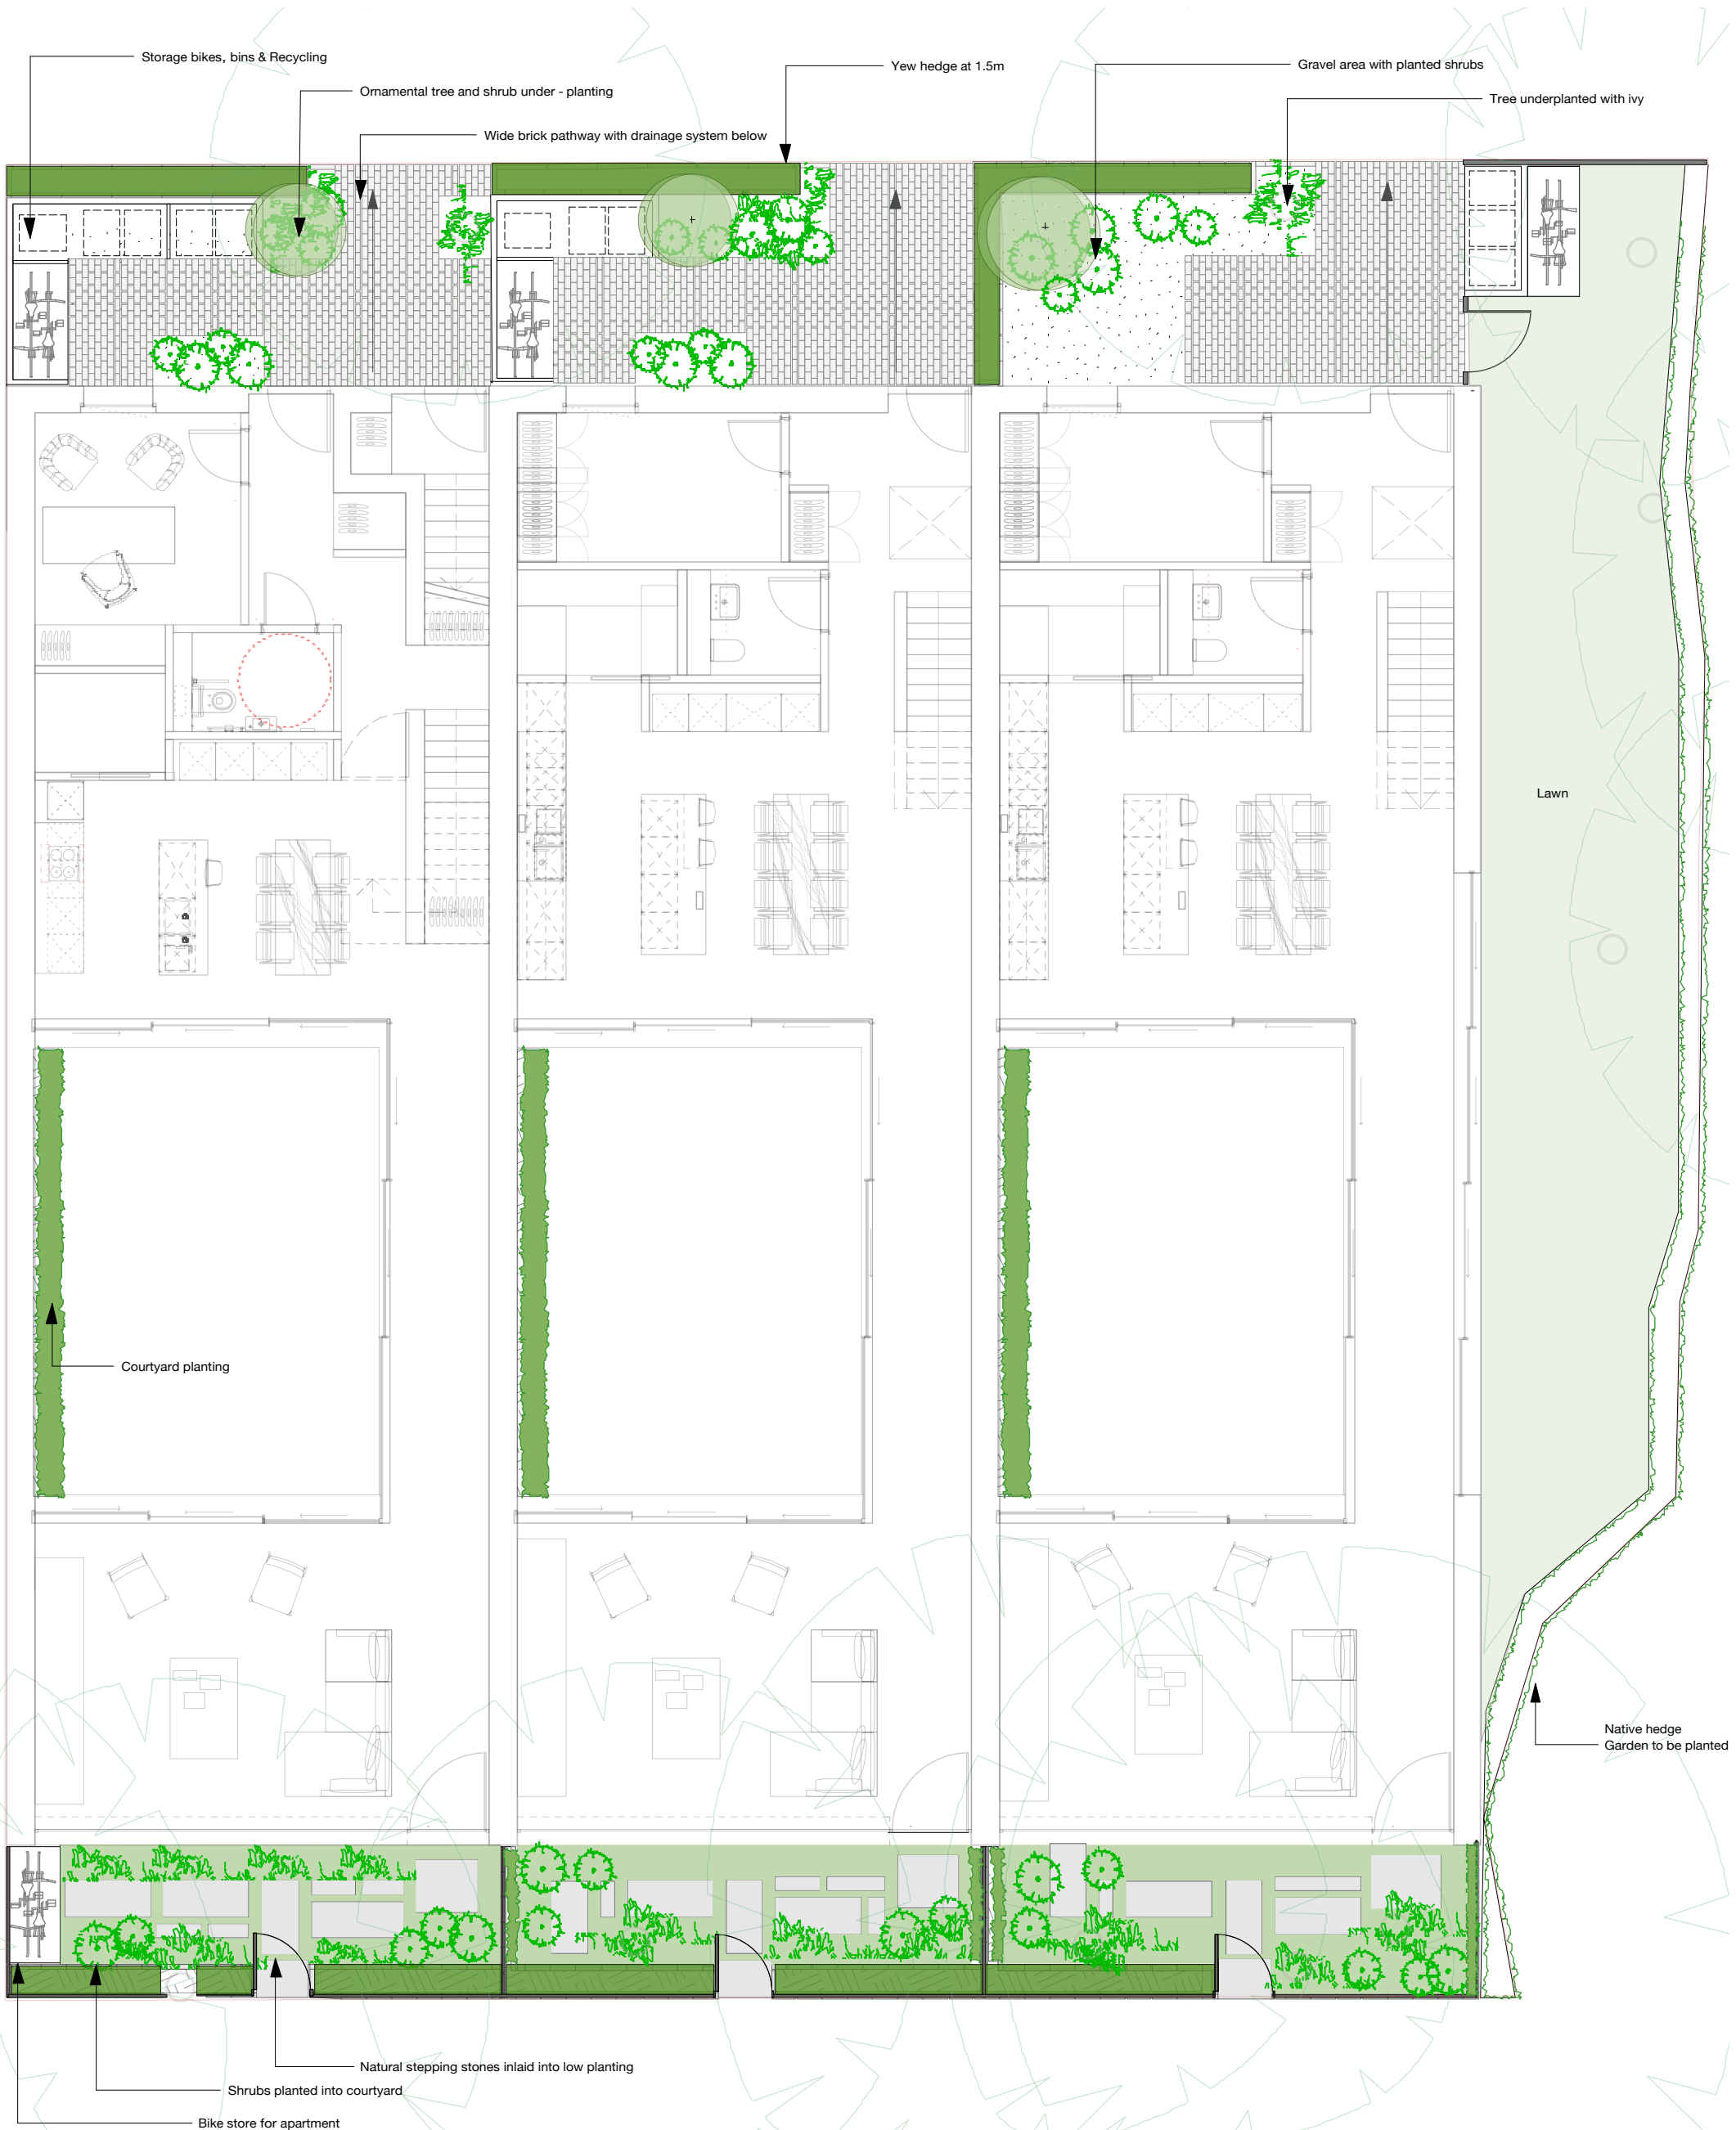 Storage bikes, bins & Recycling
Yew hedge at 1.5m
Gravel area with planted shrubs
Ornamental tree and shrub under - planting
Tree underplanted with ivy
Wide brick pathway with drainage system below
Lawn
Courtyard planting
Native hedge
Garden to be planted
Natural stepping stones inlaid into low planting
Shrubs planted into courtyard
Bike store for apartment